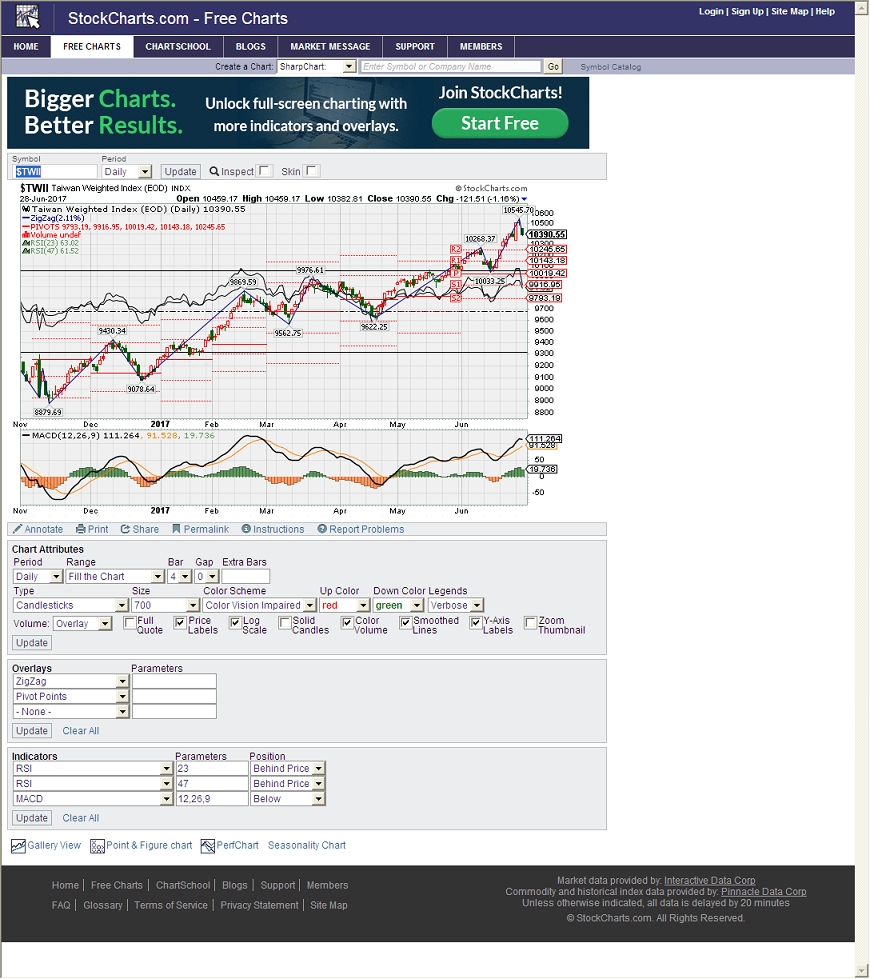 StockCharts.com - Free Charts
Login | Sign Up | Site Map | Help
HOME FREE CHARTS CHARTSCHOOL BLOGS MARKET MESSAGE SUPPORT MEMBERS
Create a Chart: SharpChart: Enter Symbol or Company Name Go Symbol Catalog
Bigger Charts.
Better Results.
Unlock full-screen charting with
more indicators and overlays.
Join StockCharts!
Start Free
Symbol Period
$TWII Daily Update Inspect Skin
$TWII Taiwan Weighted Index (EOD) INDX © StockCharts.com
28-Jun-2017 Open 10459.17 High 10459.17 Low 10382.81 Close 10390.55 Chg -121.51 (-1.16%)
Taiwan Weighted Index (EOD) (Daily) 10390.55
ZigZag(2.11%)
PIVOTS 9793.19, 9916.95, 10019.42, 10143.18, 10245.65
Volume undef
RSI(23) 63.02
RSI(47) 61.52
10545.70
10600
10390.55
10300
10268.37
R2 10245.65
R1 10143.18
P 10019.42
10033.25
S1 9916.95
S2 9793.19
9976.61
9869.59
9700
9622.25
9600
9562.75
9500
9430.34
9400
9300
9200
9100
9078.64
9000
8900
8879.69
8800
Nov Dec 2017 Feb Mar Apr May Jun
MACD(12,26,9) 111.264, 91.528, 19.736
111.264
91.528
50
19.736
0
-50
Nov Dec 2017 Feb Mar Apr May Jun
Annotate Print Share Permalink Instructions Report Problems
Chart Attributes
Period Range Bar Gap Extra Bars
Daily Fill the Chart 4 0
Type Size Color Scheme Up Color Down Color Legends
Candlesticks 700 Color Vision Impaired red green Verbose
Volume: Overlay Full Quote Price Labels Log Scale Solid Candles Color Volume Smoothed Lines Y-Axis Labels Zoom Thumbnail
Update
Overlays Parameters
ZigZag
Pivot Points
- None -
Update Clear All
Indicators Parameters Position
RSI 23 Behind Price
RSI 47 Behind Price
MACD 12,26,9 Below
Update Clear All
Gallery View Point & Figure chart PerfChart Seasonality Chart
Home | Free Charts | ChartSchool | Blogs | Support | Members
FAQ | Glossary | Terms of Service | Privacy Statement | Site Map
Market data provided by: Interactive Data Corp
Commodity and historical index data provided by: Pinnacle Data Corp
Unless otherwise indicated, all data is delayed by 20 minutes
© StockCharts.com. All Rights Reserved.